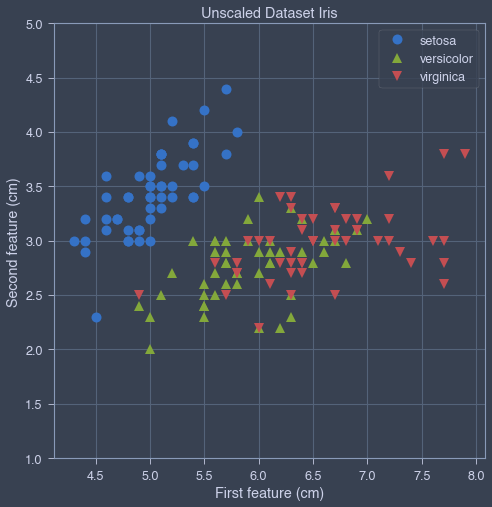 Unscaled Dataset Iris
setosa
versicolor
virginica
Second feature (cm)
5.0
4.5
4.0
3.5
3.0
2.5
2.0
1.5
1.0
4.5 5.0 5.5 6.0 6.5 7.0 7.5 8.0
First feature (cm)